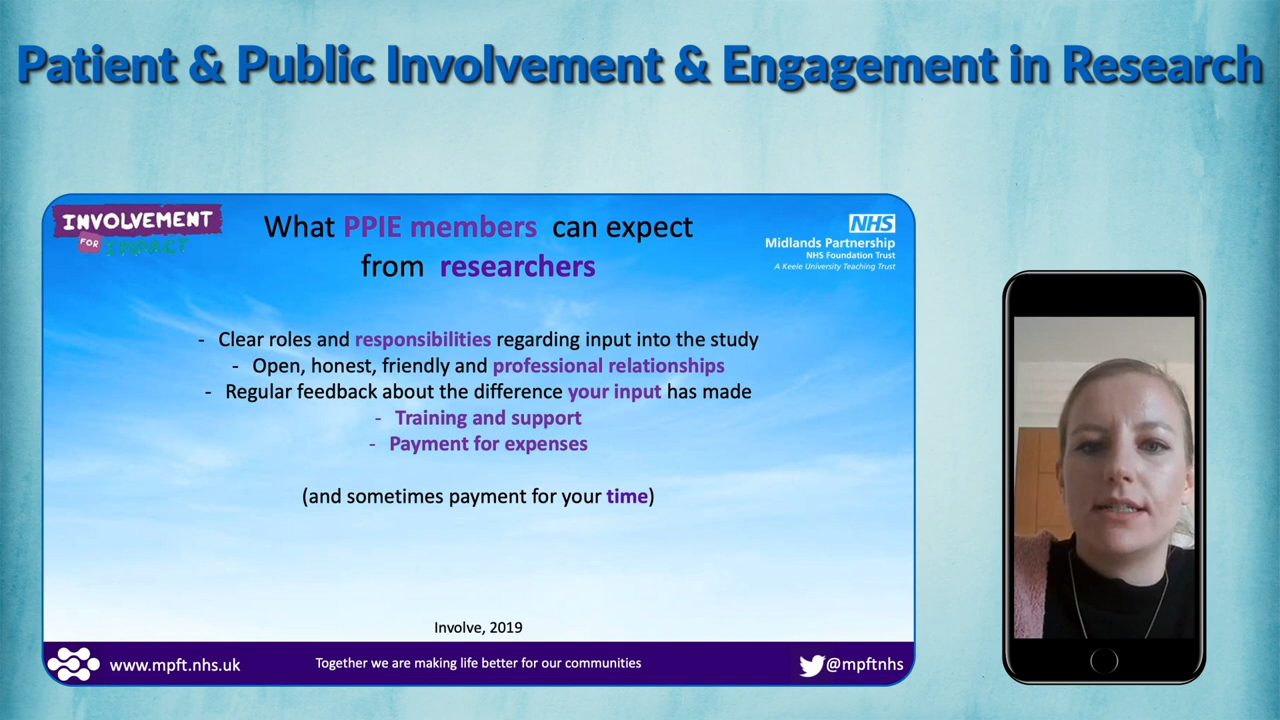 Patient & Public Involvement & Engagement in Research
INVOLVEMENT
FOR IMPACT
What PPIE members can expect
from researchers
NHS
Midlands Partnership
NHS Foundation Trust
A Keele University Teaching Trust
- Clear roles and responsibilities regarding input into the study
- Open, honest, friendly and professional relationships
- Regular feedback about the difference your input has made
- Training and support
- Payment for expenses
(and sometimes payment for your time)
Involve, 2019
www.mpft.nhs.uk
Together we are making life better for our communities
@mpftnhs